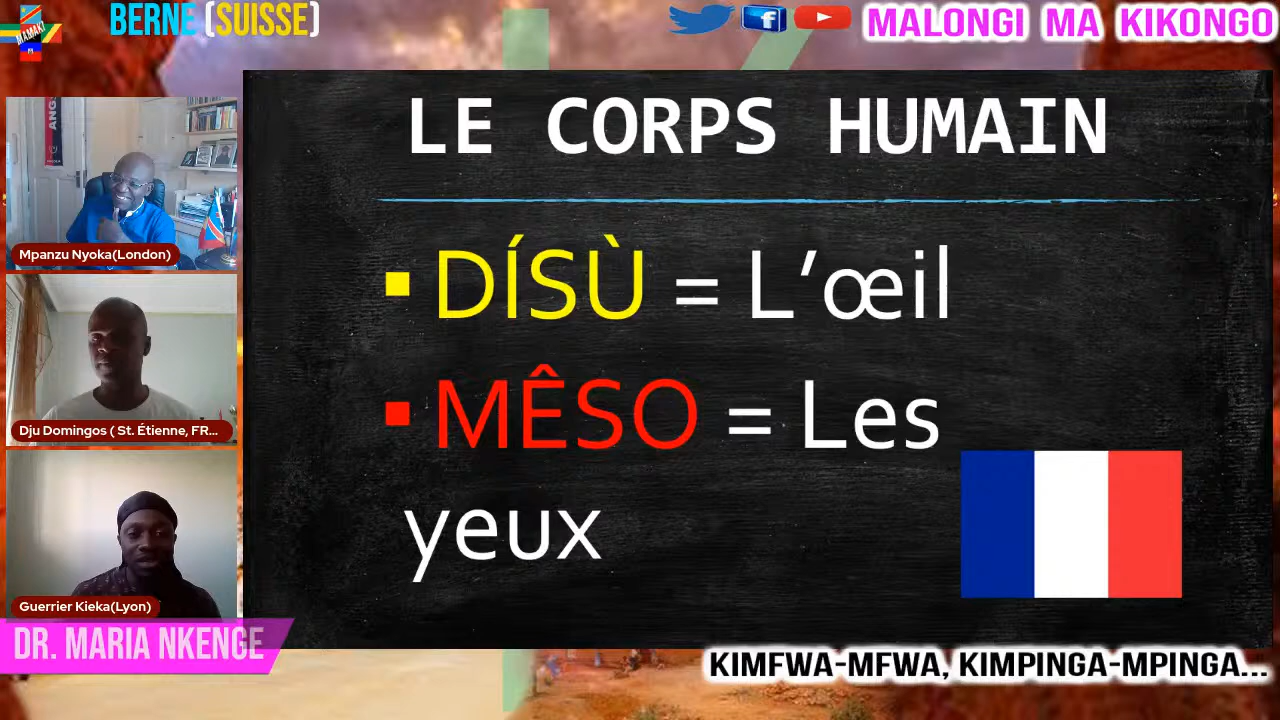 BERNE (SUISSE)
MALONGI MA KIKONGO
MAMAKI
LE CORPS HUMAIN
DÍSÙ = L'œil
MÊSO = Les
yeux
Mpanzu Nyoka(London)
Dju Domingos ( St. Étienne, FR...
Guerrier Kieka(Lyon)
DR. MARIA NKENGE
KIMFWA-MFWA, KIMPINGA-MPINGA...